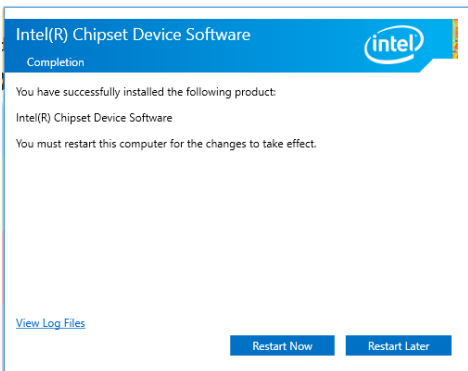 Intel(R) Chipset Device Software
intel
Completion
You have successfully installed the following product:
Intel(R) Chipset Device Software
You must restart this computer for the changes to take effect.
View Log Files
Restart Now
Restart Later